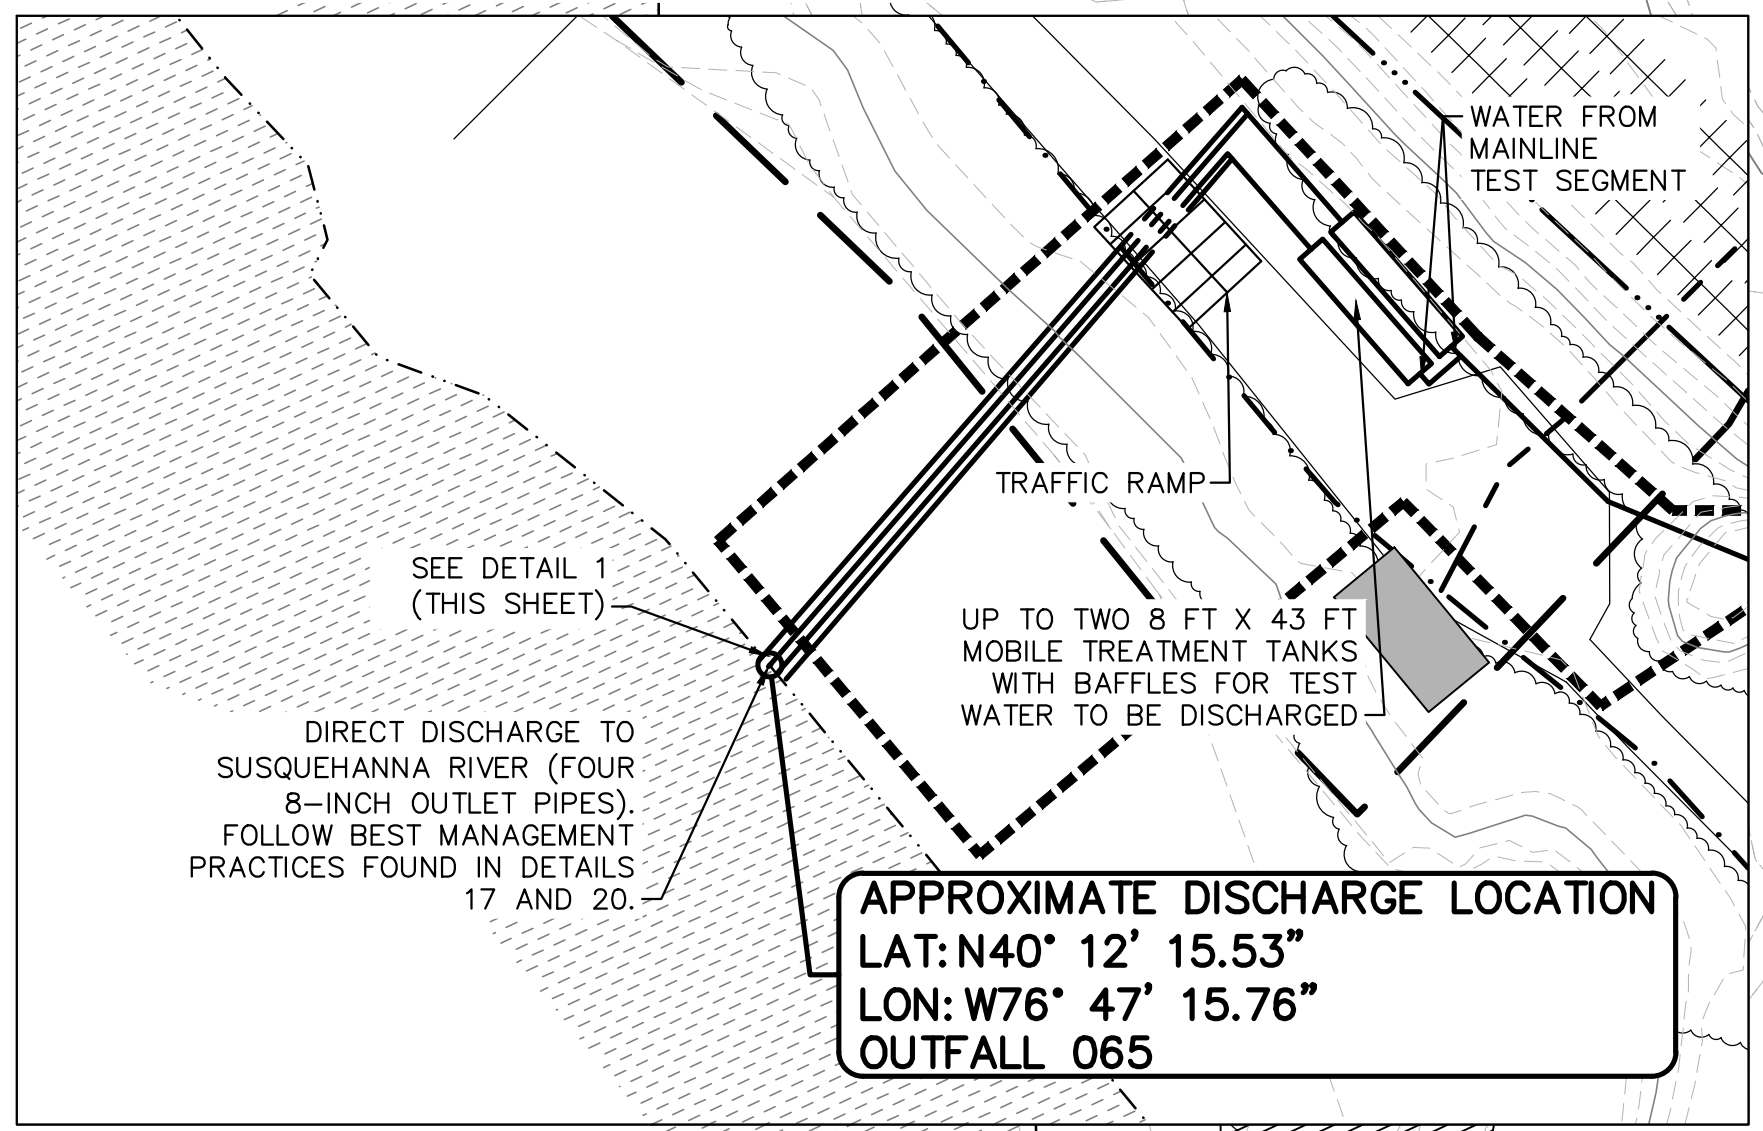 WATER FROM
MAINLINE
TEST SEGMENT
TRAFFIC RAMP
SEE DETAIL 1
(THIS SHEET)
UP TO TWO 8 FT X 43 FT
MOBILE TREATMENT TANKS
WITH BAFFLES FOR TEST
WATER TO BE DISCHARGED
DIRECT DISCHARGE TO
SUSQUEHANNA RIVER (FOUR
8-INCH OUTLET PIPES).
FOLLOW BEST MANAGEMENT
PRACTICES FOUND IN DETAILS
17 AND 20.
APPROXIMATE DISCHARGE LOCATION
LAT: N40° 12' 15.53"
LON: W76° 47' 15.76"
OUTFALL 065